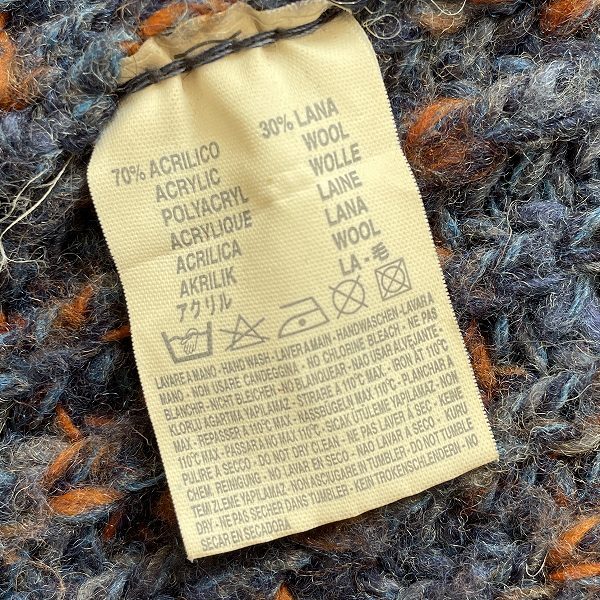 70% ACRILICO 30% LANA
ACRYLIC WOOL
POLYACRYL WOLLE
ACRYLIQUE LAINE
ACRILICA LANA
AKRILIK WOOL
アクリル LA - 毛
LAVARE A MANO - HAND WASH - LAVER A MAIN - HANDWASCHEN - LAVAR A
MANO - NON USARE CANDEGGINA - NO CHLORINE BLEACH - NE PAS
BLANCHIR - NICHT BLEICHEN - NO BLANQUEAR - NAO USAR ALVEJANTE -
KLORLU AGARTMA YAPILAMAZ - STIRARE A 110°C MAX - IRON AT 110°C
MAX - REPASSER A 110° MAX - NASSBÜGELN MAX 110°C - PLANCHAR A
110°C MAX - PASSAR A NO MAX 110°C - SICAK ÜTÜLEME YAPILAMAZ - NON
PULIRE A SECCO - DO NOT DRY CLEAN - NE PAS LAVER À SEC - KEINE
CHEM. REINIGUNG - NO LAVAR EN SECO - NAO LAVAR A SECO - KURU
TEMIZLEME YAPILAMAZ - NON ASCIUGARE IN TUMBLER - DO NOT TUMBLE
DRY - NE PAS SECHER DANS TUMBLER - KEIN TROKENSCHLENDERN - NO
SECAR EN SECADORA